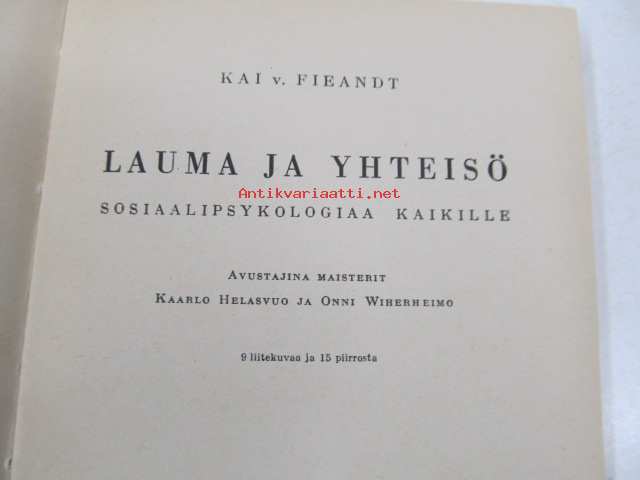 KAI v. FIEANDT
LAUMA JA YHTEISÖ
Antikvariaatti.net
SOSIAALIPSYKOLOGIAA KAIKILLE
AVUSTAJINA MAISTERIT
KAARLO HELASVUO JA ONNI WIHERHEIMO
9 liitekuvaa ja 15 piirrosta